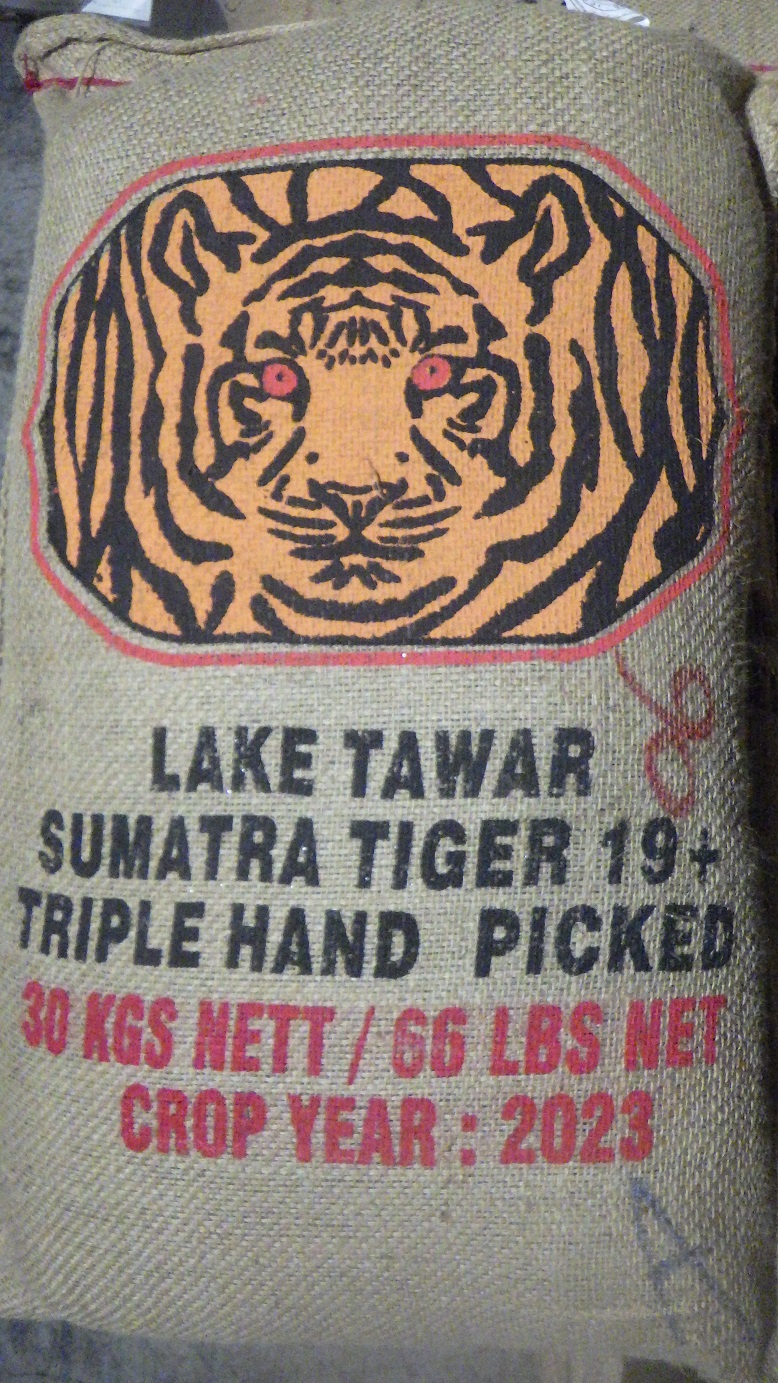 LAKE TAWAR
SUMATRA TIGER 19+
TRIPLE HAND PICKED
30 KGS NETT / 66 LBS NET
CROP YEAR : 2023
A